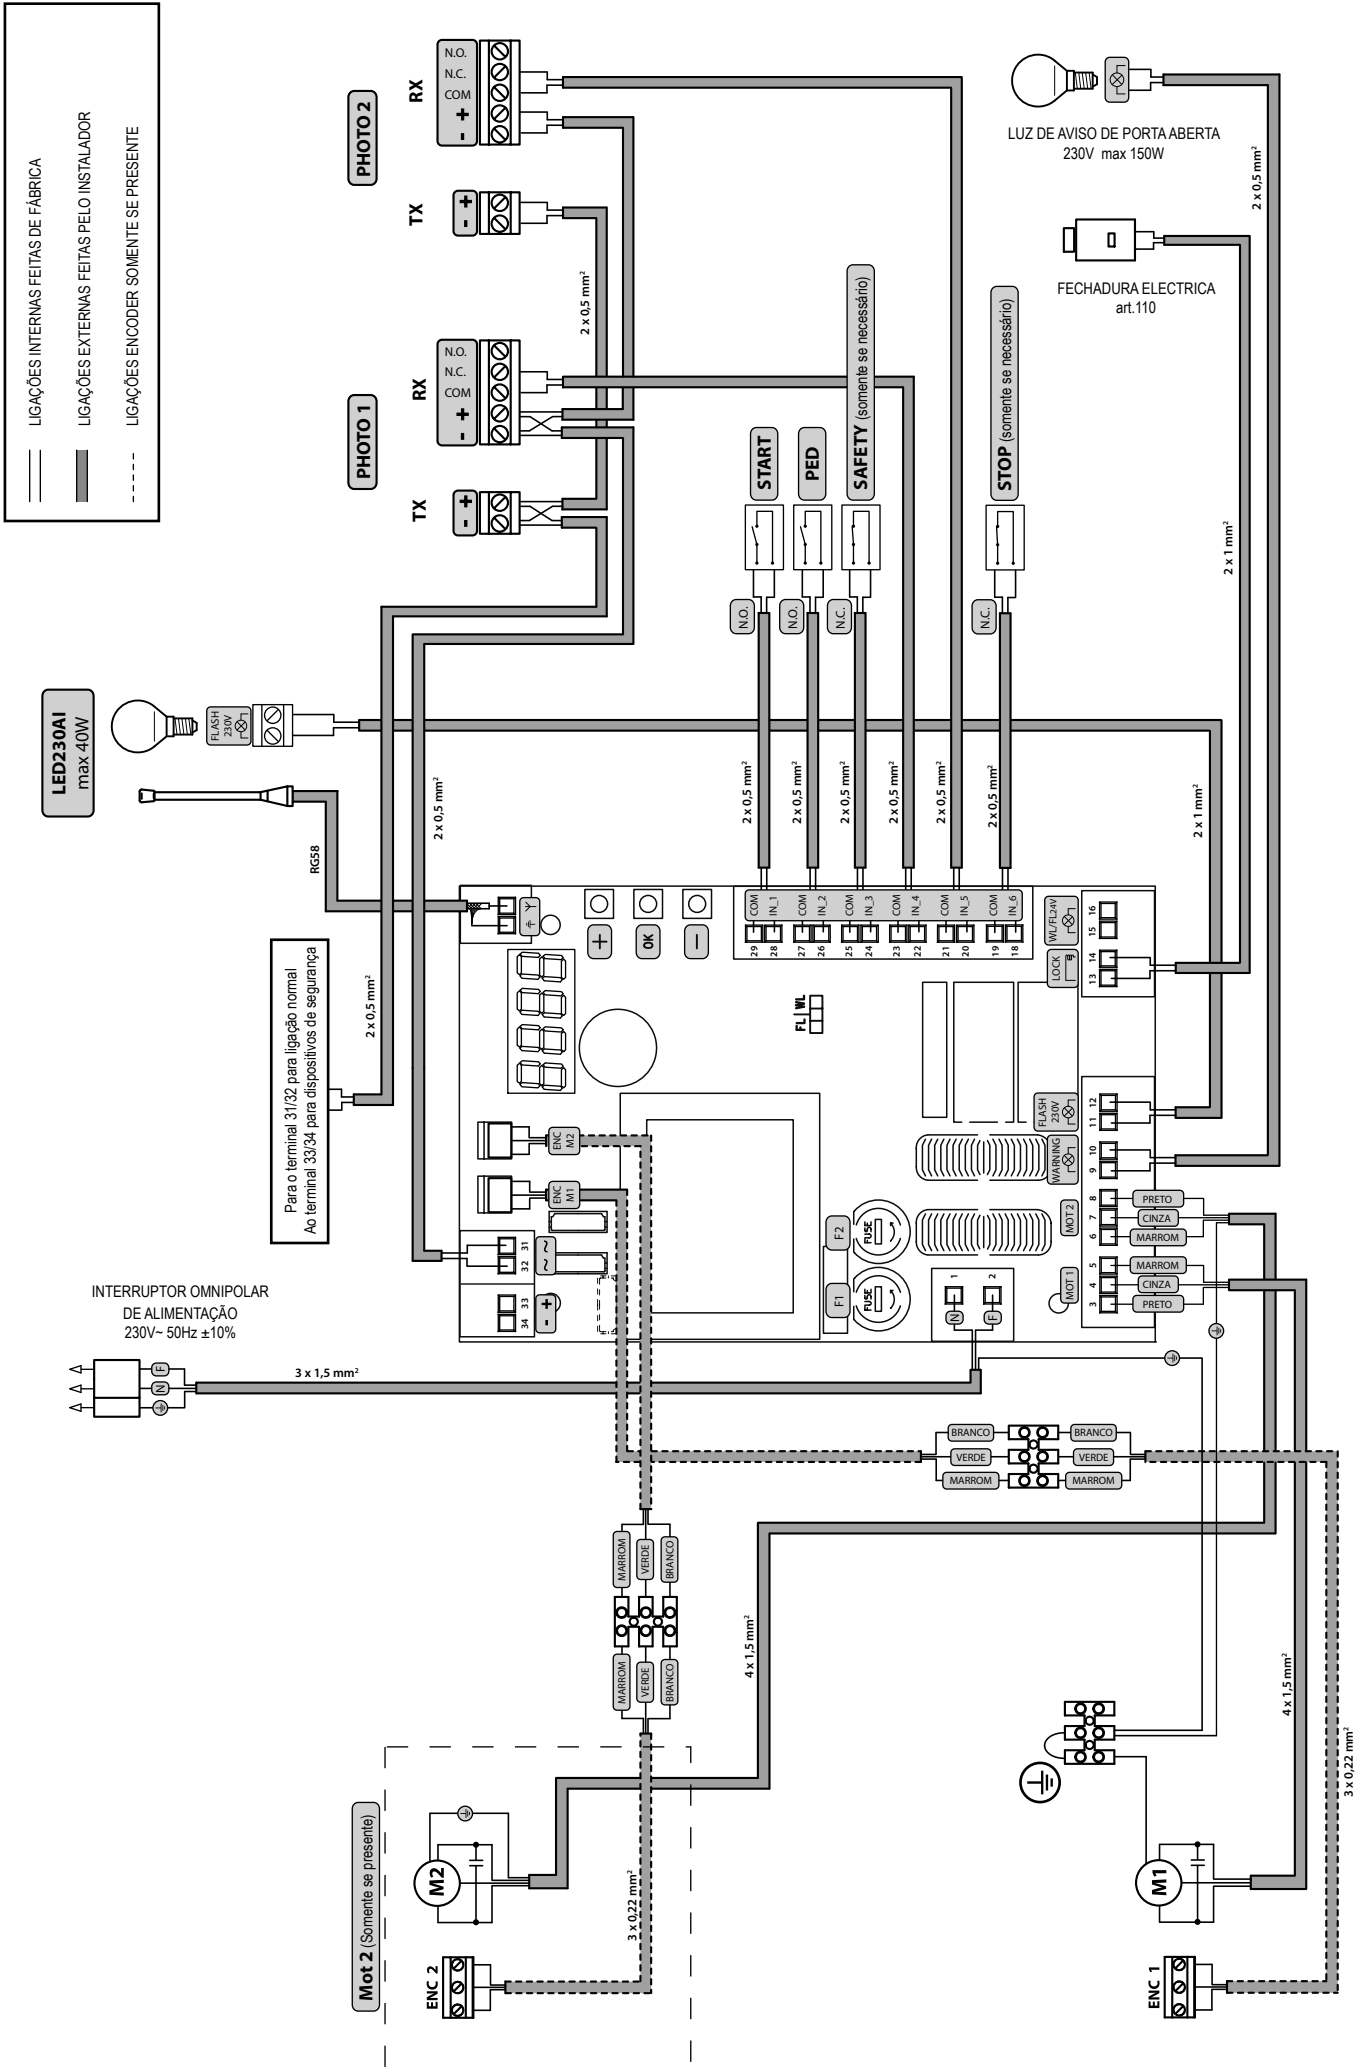 LIGAÇÕES INTERNAS FEITAS DE FÁBRICA
LIGAÇÕES EXTERNAS FEITAS PELO INSTALADOR
LIGAÇÕES ENCODER SOMENTE SE PRESENTE
PHOTO 2
RX
N.O.
N.C.
COM
+
-
TX
+
-
PHOTO 1
RX
N.O.
N.C.
COM
+
-
TX
+
-
2 x 0,5 mm²
LUZ DE AVISO DE PORTA ABERTA
230V max 150W
2 x 0,5 mm²
FECHADURA ELECTRICA
art.110
2 x 1 mm²
START
PED
SAFETY (somente se necessário)
STOP (somente se necessário)
N.O.
N.O.
N.C.
N.C.
LED230AI
max 40W
FLASH
230V
RG58
2 x 0,5 mm²
2 x 0,5 mm²
2 x 0,5 mm²
2 x 0,5 mm²
2 x 0,5 mm²
2 x 0,5 mm²
2 x 0,5 mm²
2 x 1 mm²
Para o terminal 31/32 para ligação normal
Ao terminal 33/34 para dispositivos de segurança
2 x 0,5 mm²
+
OK
−
COM
IN_1
COM
IN_2
COM
IN_3
COM
IN_4
COM
IN_5
COM
IN_6
29
28
27
26
25
24
23
22
21
20
19
18
FL
WL
WL/FL24V
LOCK
16
15
14
13
FLASH
230V
WARNING
12
11
10
9
MOT 2
8
7
6
PRETO
CINZA
MARROM
MOT 1
5
4
3
MARROM
CINZA
PRETO
ENC
M2
ENC
M1
31
32
~
~
33
34
+
-
F2
FUSE
F1
FUSE
1
2
N
F
INTERRUPTOR OMNIPOLAR
DE ALIMENTAÇÃO
230V~ 50Hz ±10%
F
N
3 x 1,5 mm²
BRANCO
BRANCO
VERDE
VERDE
MARROM
MARROM
MARROM
VERDE
BRANCO
MARROM
VERDE
BRANCO
4 x 1,5 mm²
4 x 1,5 mm²
3 x 0,22 mm²
Mot 2 (Somente se presente)
M2
3 x 0,22 mm²
ENC 2
M1
ENC 1